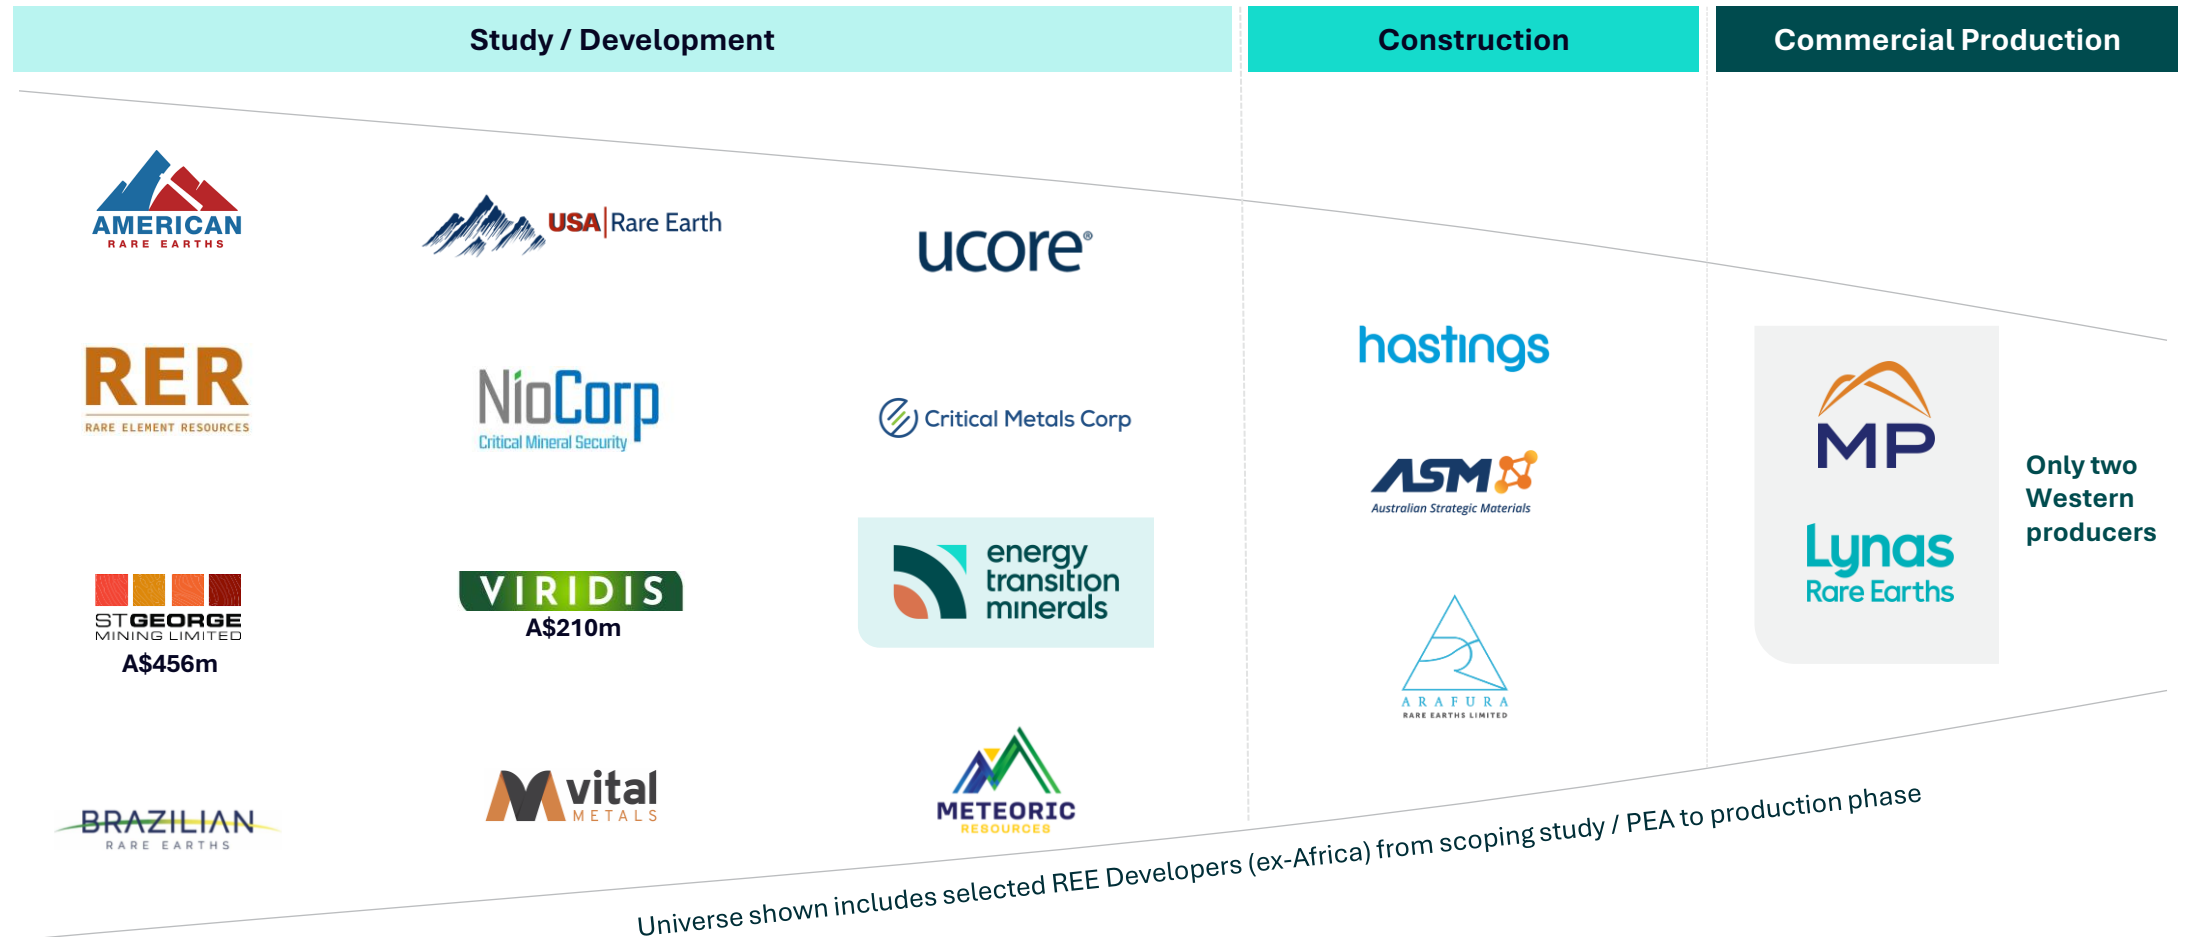 Study / Development
Construction
Commercial Production
AMERICAN
RARE EARTHS
USA|Rare Earth
ucore®
RER
RARE ELEMENT RESOURCES
NioCorp
Critical Mineral Security
Critical Metals Corp
STGEORGE
MINING LIMITED
A$456m
VIRIDIS
A$210m
energy
transition
minerals
BRAZILIAN
RARE EARTHS
vital
METALS
METEORIC
RESOURCES
hastings
ASM
Australian Strategic Materials
ARAFURA
RARE EARTHS LIMITED
MP
Lynas
Rare Earths
Only two
Western
producers
Universe shown includes selected REE Developers (ex-Africa) from scoping study / PEA to production phase